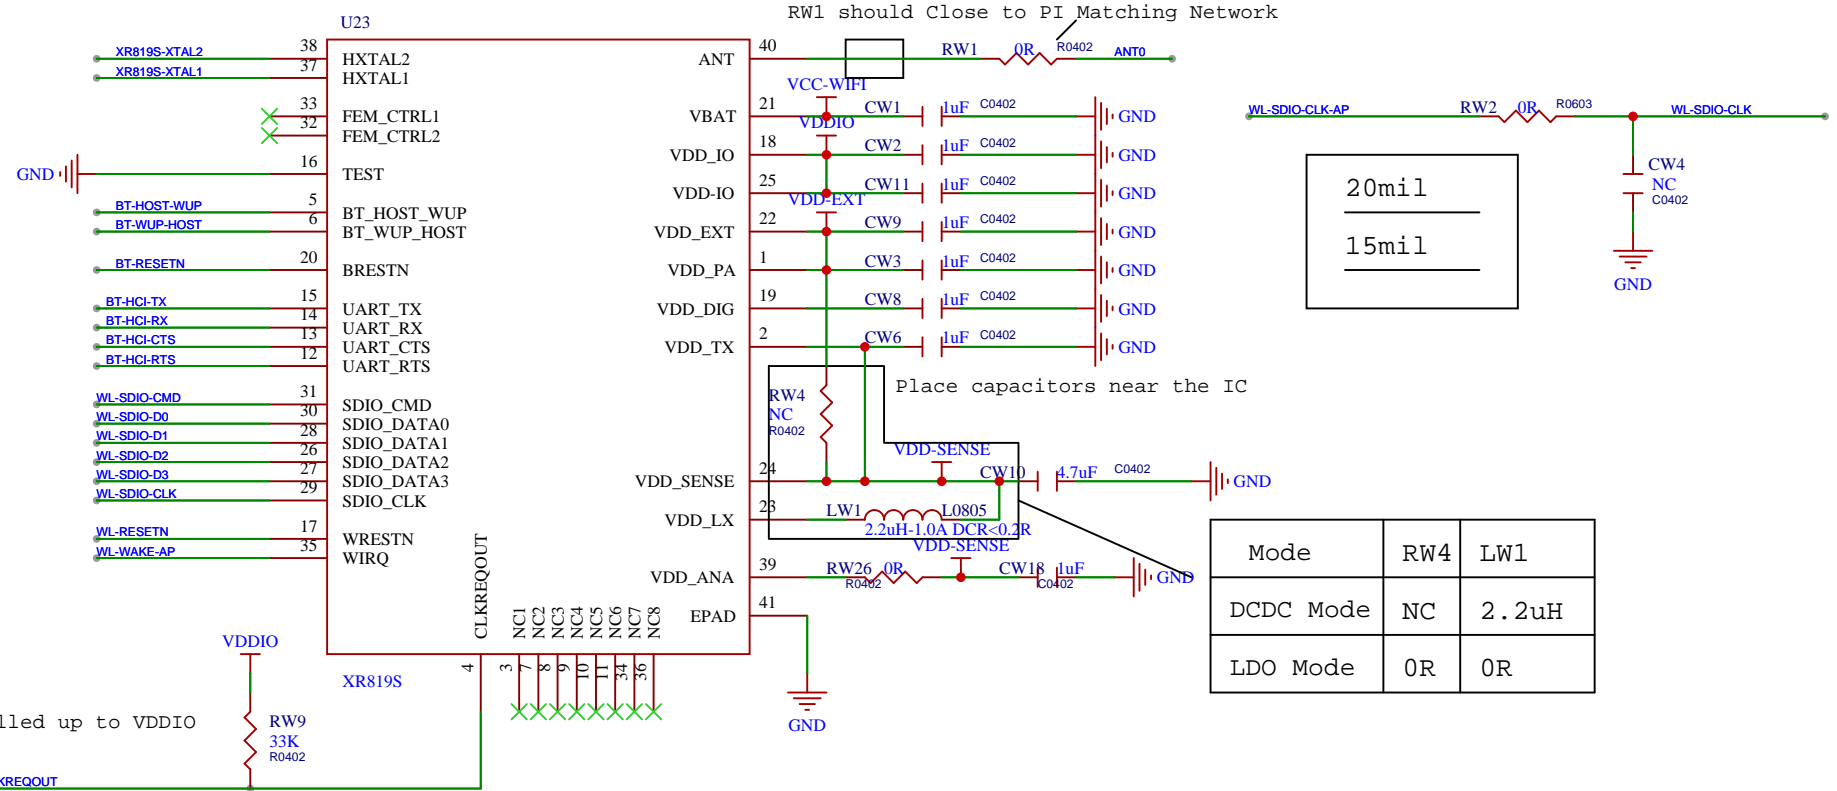 RW1 should Close to PI Matching Network
U23
XR819S-XTAL2 38 HXTAL2
XR819S-XTAL1 37 HXTAL1
33 FEM_CTRL1
32 FEM_CTRL2
GND 16 TEST
BT-HOST-WUP 5 BT_HOST_WUP
BT-WUP-HOST 6 BT_WUP_HOST
BT-RESETN 20 BRESTN
BT-HCI-TX 15 UART_TX
BT-HCI-RX 14 UART_RX
BT-HCI-CTS 13 UART_CTS
BT-HCI-RTS 12 UART_RTS
WL-SDIO-CMD 31 SDIO_CMD
WL-SDIO-D0 30 SDIO_DATA0
WL-SDIO-D1 28 SDIO_DATA1
WL-SDIO-D2 26 SDIO_DATA2
WL-SDIO-D3 27 SDIO_DATA3
WL-SDIO-CLK 29 SDIO_CLK
WL-RESETN 17 WRESTN
WL-WAKE-AP 35 WIRQ
ANT 40 RW1 0R R0402 ANT0
VCC-WIFI
VBAT 21 CW1 1uF C0402 GND
VDDIO
VDD_IO 18 CW2 1uF C0402 GND
VDD-IO 25 CW11 1uF C0402 GND
VDD-EXT
VDD_EXT 22 CW9 1uF C0402 GND
VDD_PA 1 CW3 1uF C0402 GND
VDD_DIG 19 CW8 1uF C0402 GND
VDD_TX 2 CW6 1uF C0402 GND
Place capacitors near the IC
RW4
NC
R0402
VDD-SENSE
VDD_SENSE 24 CW10 4.7uF C0402 GND
VDD_LX 23 LW1 L0805
2.2uH-1.0A DCR<0.2R
VDD-SENSE
VDD_ANA 39 RW26 0R R0402 CW18 1uF C0402 GND
EPAD 41
GND
CLKREQOUT 4
NC1 NC2 NC3 NC4 NC5 NC6 NC7 NC8
3 7 8 9 10 11 34 36
XR819S
VDDIO
lled up to VDDIO
RW9
33K
R0402
KREQOUT
WL-SDIO-CLK-AP RW2 0R R0603 WL-SDIO-CLK
CW4
NC
C0402
GND
20mil
15mil
Mode RW4 LW1
DCDC Mode NC 2.2uH
LDO Mode 0R 0R